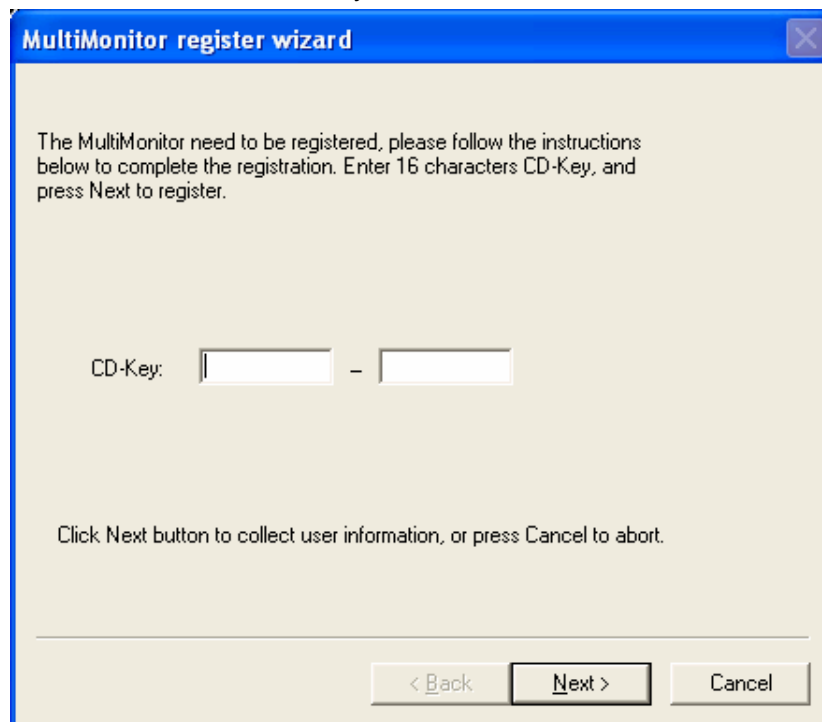 MultiMonitor register wizard
The MultiMonitor need to be registered, please follow the instructions
below to complete the registration. Enter 16 characters CD-Key, and
press Next to register.
CD-Key: –
Click Next button to collect user information, or press Cancel to abort.
< Back Next > Cancel